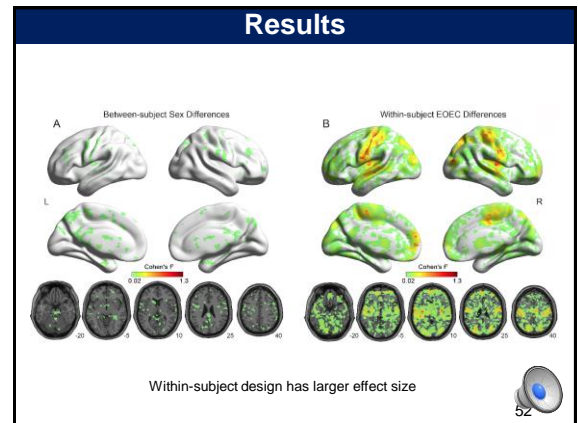 Results
Between-subject Sex Differences
Within-subject EOEC Differences
A
B
L
R
Cohen's F
0.02
1.3
Cohen's F
0.02
1.3
-20
-5
10
25
40
-20
-5
10
25
40
Within-subject design has larger effect size
52